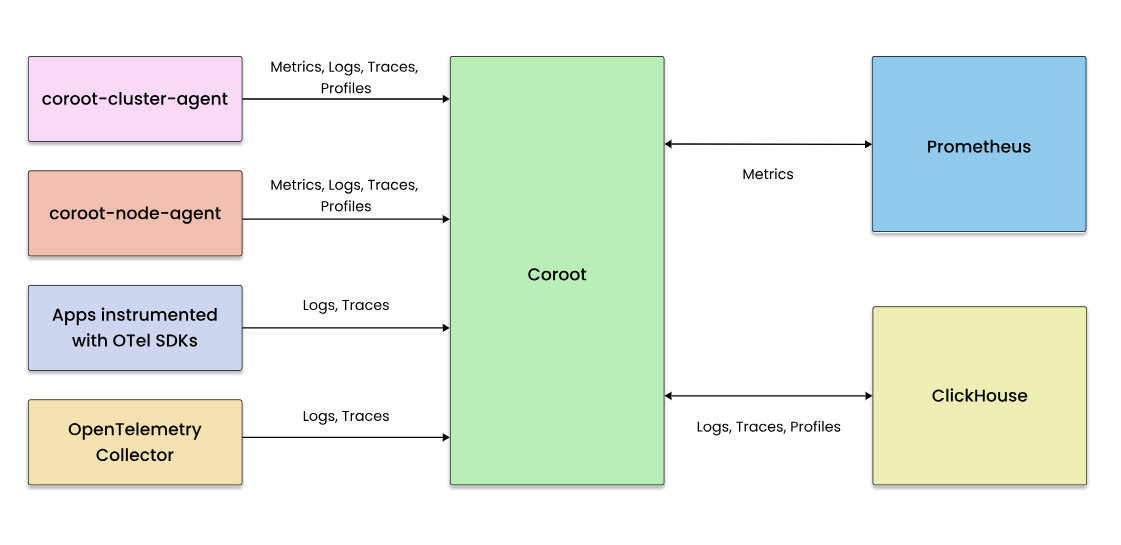 coroot-cluster-agent
Metrics, Logs, Traces,
Profiles
coroot-node-agent
Metrics, Logs, Traces,
Profiles
Apps instrumented
with OTel SDKs
Logs, Traces
OpenTelemetry
Collector
Logs, Traces
Coroot
Metrics
Prometheus
Logs, Traces, Profiles
ClickHouse